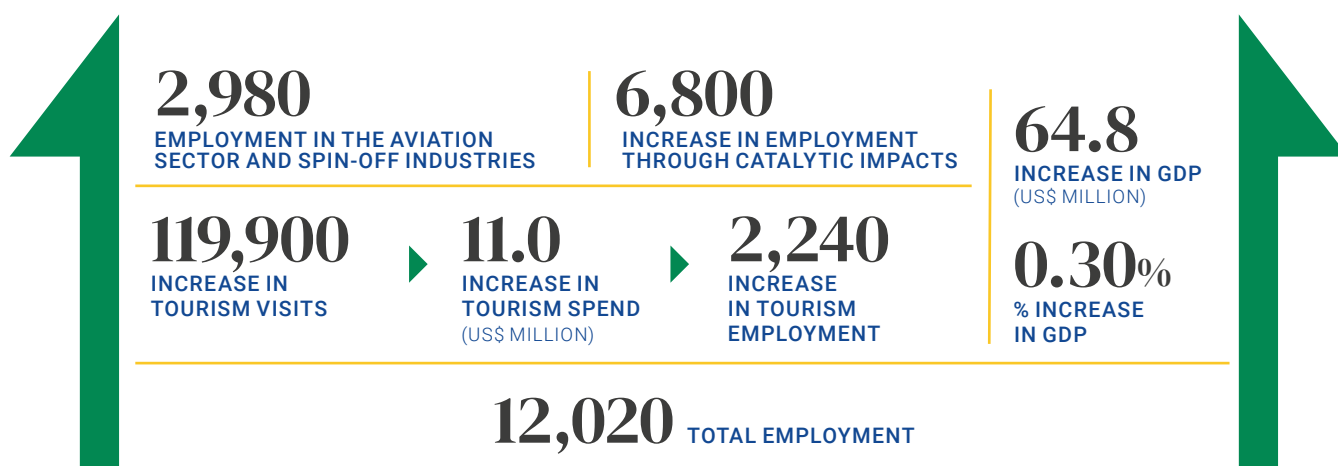 2,980
EMPLOYMENT IN THE AVIATION
SECTOR AND SPIN-OFF INDUSTRIES
6,800
INCREASE IN EMPLOYMENT
THROUGH CATALYTIC IMPACTS
119,900
INCREASE IN
TOURISM VISITS
11.0
INCREASE IN
TOURISM SPEND
(US$ MILLION)
2,240
INCREASE
IN TOURISM
EMPLOYMENT
64.8
INCREASE IN GDP
(US$ MILLION)
0.30%
% INCREASE
IN GDP
12,020 TOTAL EMPLOYMENT